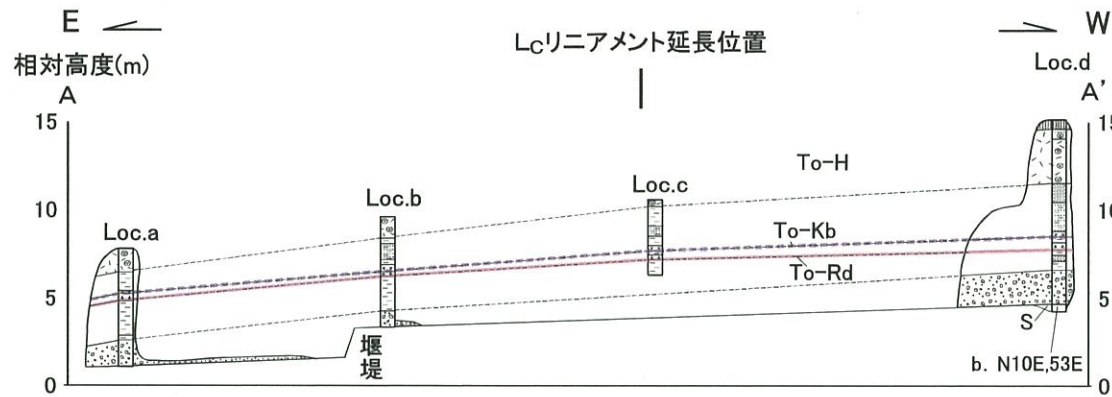 E
W
相対高度(m)
LCリニアメント延長位置
Loc.d
A
A'
15
10
5
0
15
10
5
0
Loc.a
Loc.b
Loc.c
To-H
To-Kb
To-Rd
堰堤
S
b. N10E,53E